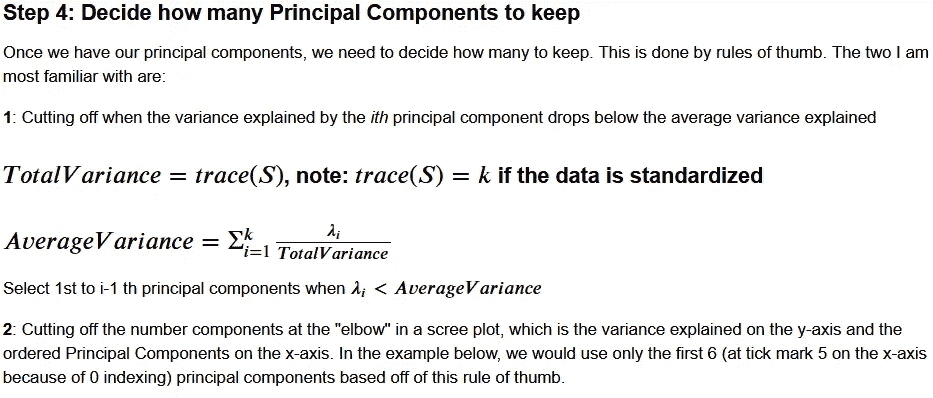 Step 4: Decide how many Principal Components to keep
Once we have our principal components, we need to decide how many to keep. This is done by rules of thumb. The two I am
most familiar with are:
1: Cutting off when the variance explained by the ith principal component drops below the average variance explained
TotalVariance = trace(S), note: trace(S) = k if the data is standardized
AverageVariance = Σ_{i=1}^{k} λ_i / TotalVariance
Select 1st to i-1 th principal components when λ_i < AverageVariance
2: Cutting off the number components at the "elbow" in a scree plot, which is the variance explained on the y-axis and the
ordered Principal Components on the x-axis. In the example below, we would use only the first 6 (at tick mark 5 on the x-axis
because of 0 indexing) principal components based off of this rule of thumb.